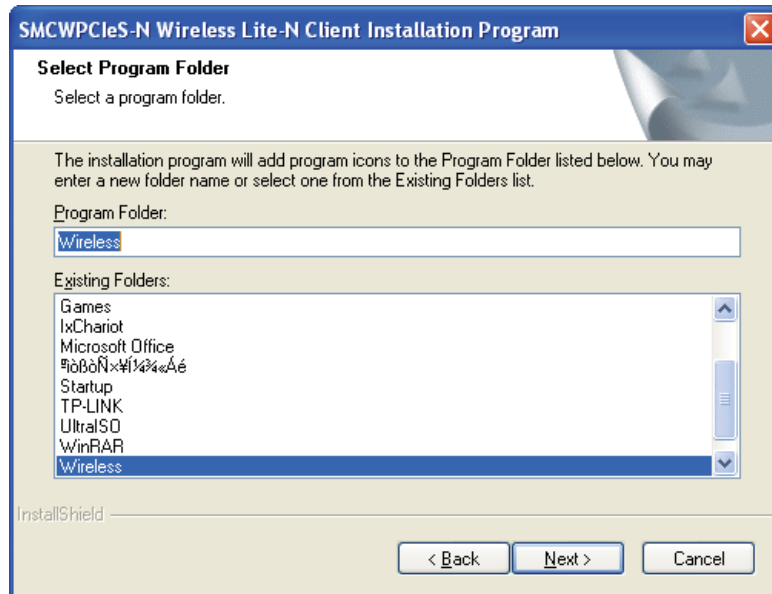 SMCWPCIeS-N Wireless Lite-N Client Installation Program
Select Program Folder
Select a program folder.
The installation program will add program icons to the Program Folder listed below. You may
enter a new folder name or select one from the Existing Folders list.
Program Folder:
Wireless
Existing Folders:
Games
IxChariot
Microsoft Office
Startup
TP-LINK
UltraISO
WinRAR
Wireless
InstallShield
< Back
Next >
Cancel